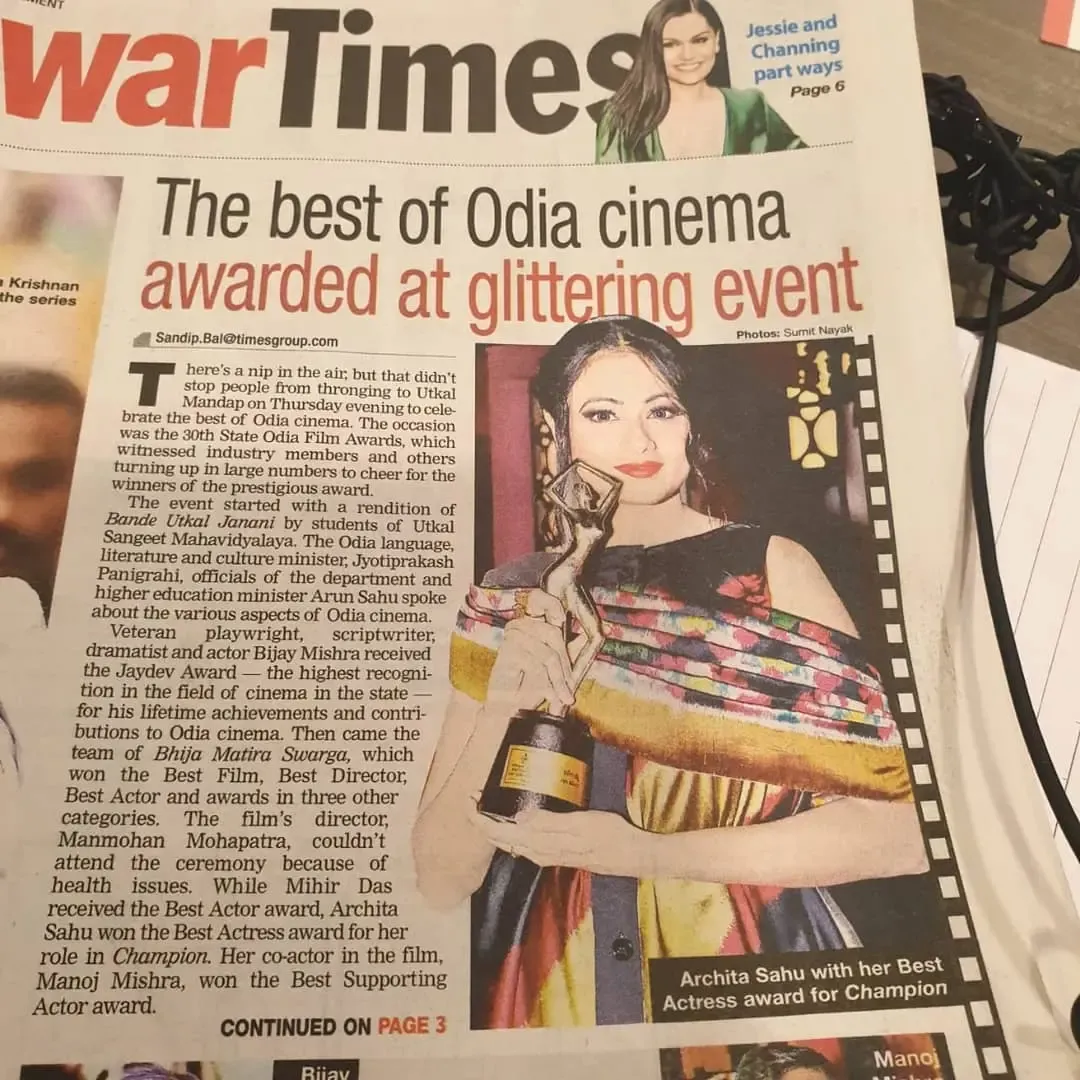 warTimes
Jessie and
Channing
part ways
Page 6
The best of Odia cinema
awarded at glittering event
Krishnan
the series
Sandip.Bal@timesgroup.com
Photos: Sumit Nayak
There's a nip in the air, but that didn't
stop people from thronging to Utkal
Mandap on Thursday evening to cele-
brate the best of Odia cinema. The occasion
was the 30th State Odia Film Awards, which
witnessed industry members and others
turning up in large numbers to cheer for the
winners of the prestigious award.
The event started with a rendition of
Bande Utkal Janani by students of Utkal
Sangeet Mahavidyalaya. The Odia language,
literature and culture minister, Jyotiprakash
Panigrahi, officials of the department and
higher education minister Arun Sahu spoke
about the various aspects of Odia cinema.
Veteran playwright, scriptwriter,
dramatist and actor Bijay Mishra received
the Jaydev Award — the highest recogni-
tion in the field of cinema in the state —
for his lifetime achievements and contri-
butions to Odia cinema. Then came the
team of Bhija Matira Swarga, which
won the Best Film, Best Director,
Best Actor and awards in three other
categories. The film's director,
Manmohan Mohapatra, couldn't
attend the ceremony because of
health issues. While Mihir Das
received the Best Actor award, Archita
Sahu won the Best Actress award for her
role in Champion. Her co-actor in the film,
Manoj Mishra, won the Best Supporting
Actor award.
CONTINUED ON PAGE 3
Archita Sahu with her Best
Actress award for Champion
Bijay
Manoj